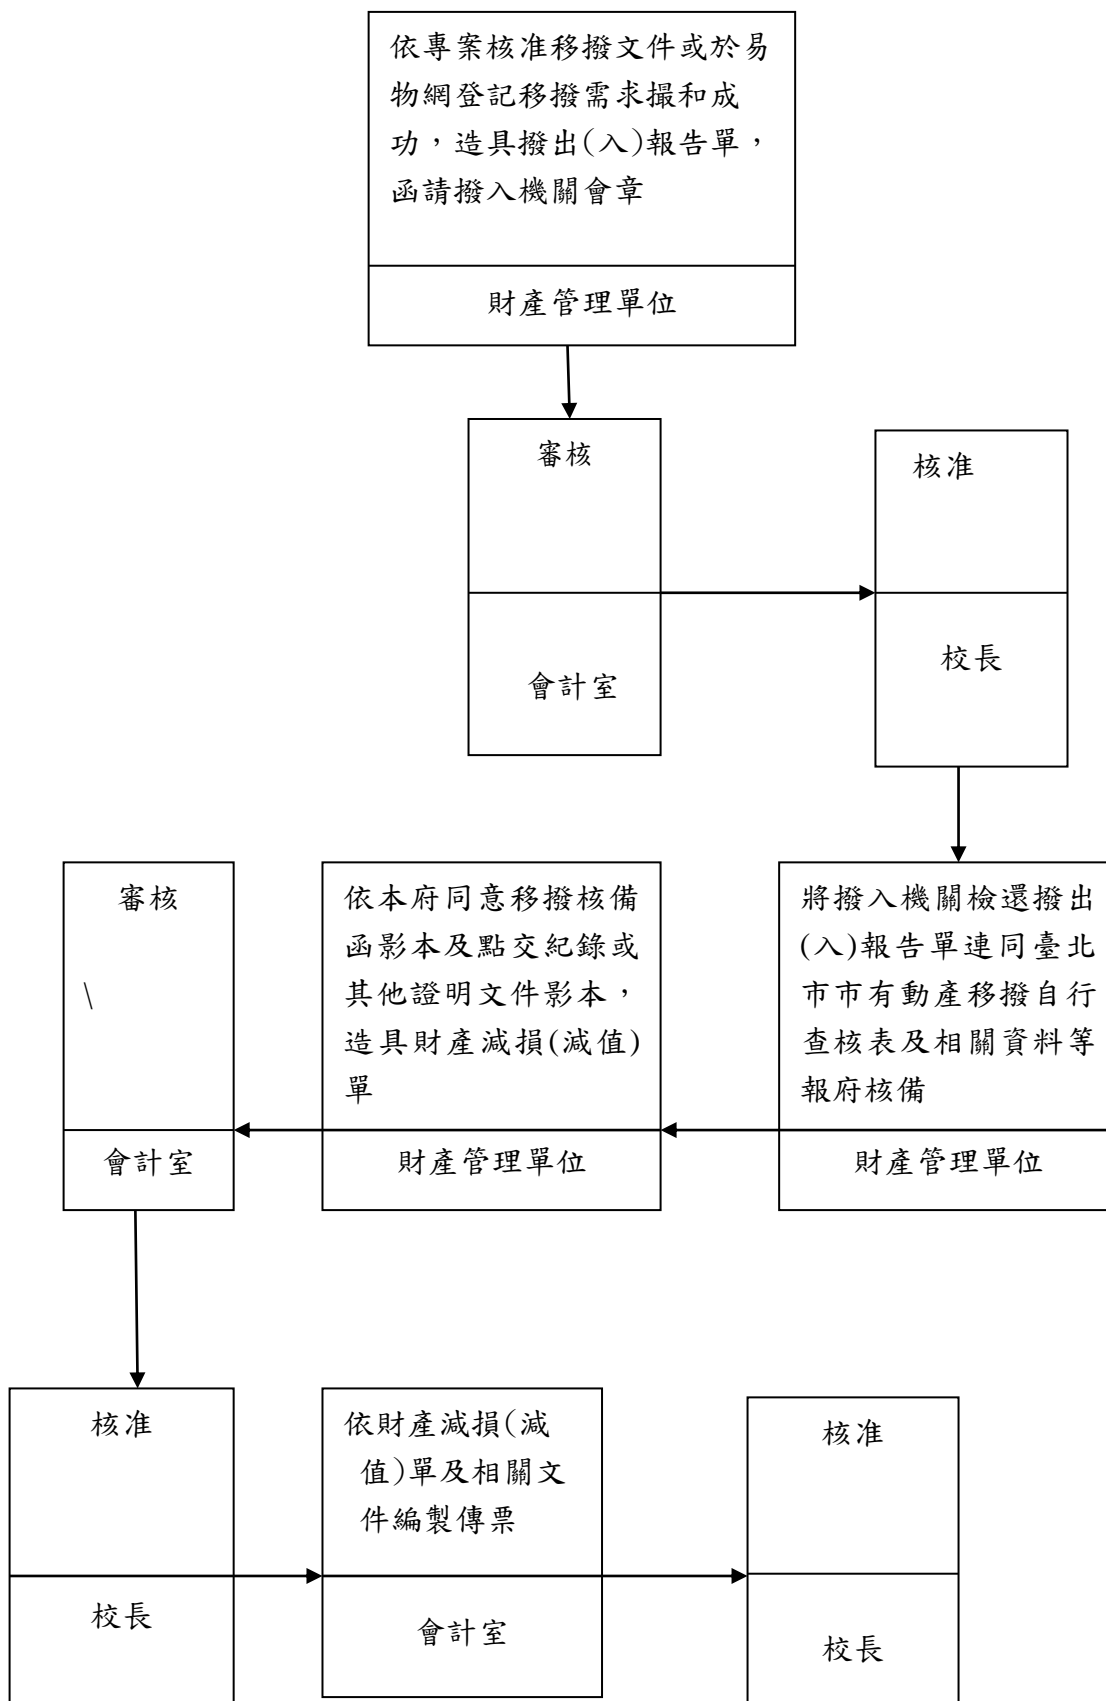 依專案核准移撥文件或於易
物網登記移撥需求撮和成
功，造具撥出(入)報告單，
函請撥入機關會章
財產管理單位
審核
會計室
核准
校長
將撥入機關檢還撥出
(入)報告單連同臺北
市市有動產移撥自行
查核表及相關資料等
報府核備
財產管理單位
依本府同意移撥核備
函影本及點交紀錄或
其他證明文件影本，
造具財產減損(減值)
單
財產管理單位
審核
\
會計室
核准
校長
依財產減損(減
值)單及相關文
件編製傳票
會計室
核准
校長